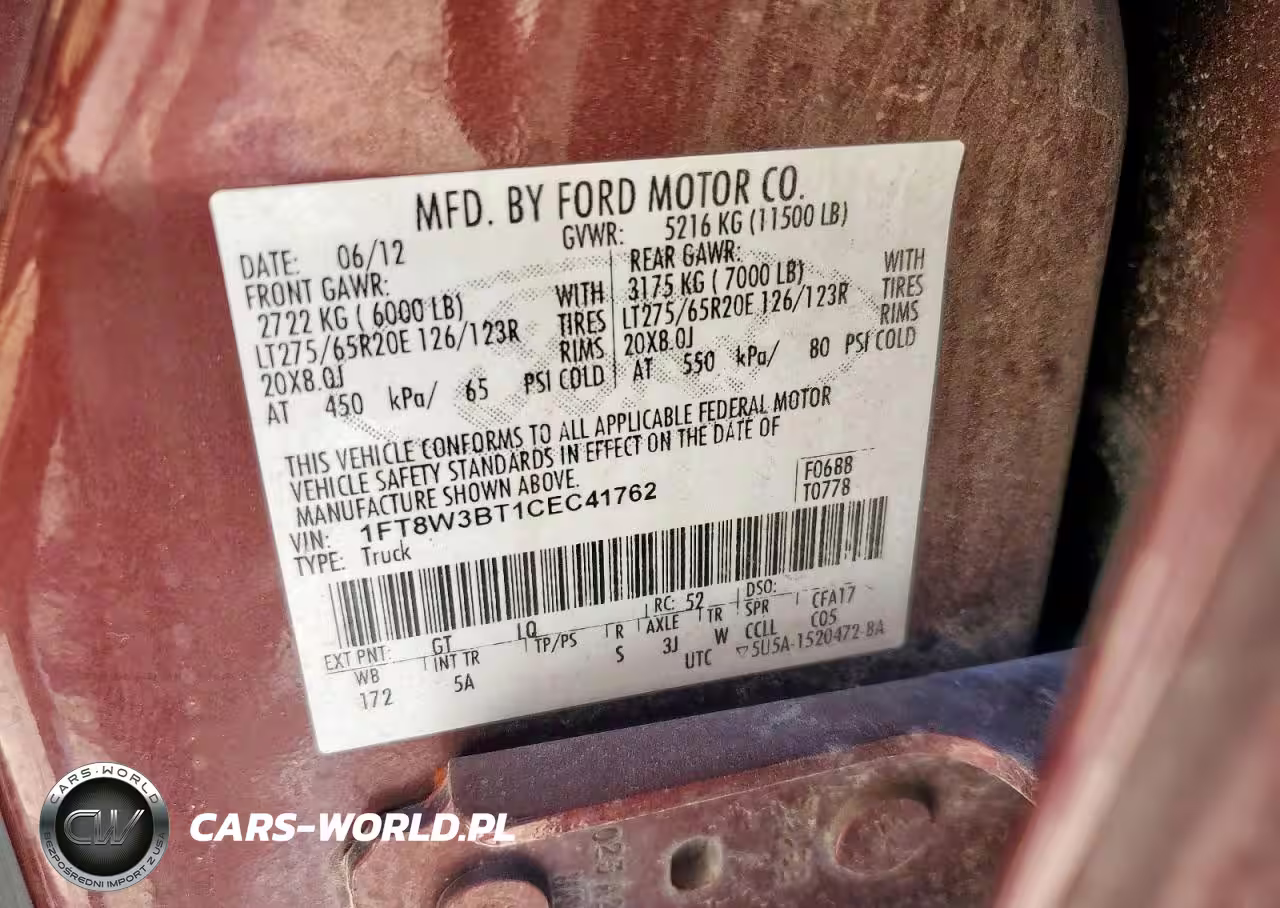 MFD. BY FORD MOTOR CO.
DATE: 06/12
GVWR: 5216 KG (11500 LB)
FRONT GAWR:
2722 KG ( 6000 LB) WITH
LT275/65R20E 126/123R TIRES
20X8.0J RIMS
AT 450 kPa/ 65 PSI COLD
REAR GAWR: WITH
3175 KG ( 7000 LB) TIRES
LT275/65R20E 126/123R RIMS
20X8.0J
AT 550 kPa/ 80 PSI COLD
THIS VEHICLE CONFORMS TO ALL APPLICABLE FEDERAL MOTOR
VEHICLE SAFETY STANDARDS IN EFFECT ON THE DATE OF
MANUFACTURE SHOWN ABOVE.
VIN: 1FT8W3BT1CEC41762
TYPE: Truck
F0688
T0778
EXT PNT: GT LQ RC: 52 DSO:
WB INT TR TP/PS R AXLE TR SPR CFA17
172 5A S 3J W CCLL C05
UTC ▽5U5A-1520472-BA
CARS-WORLD
CW
BEZPOŚREDNI IMPORT Z USA
CARS-WORLD.PL